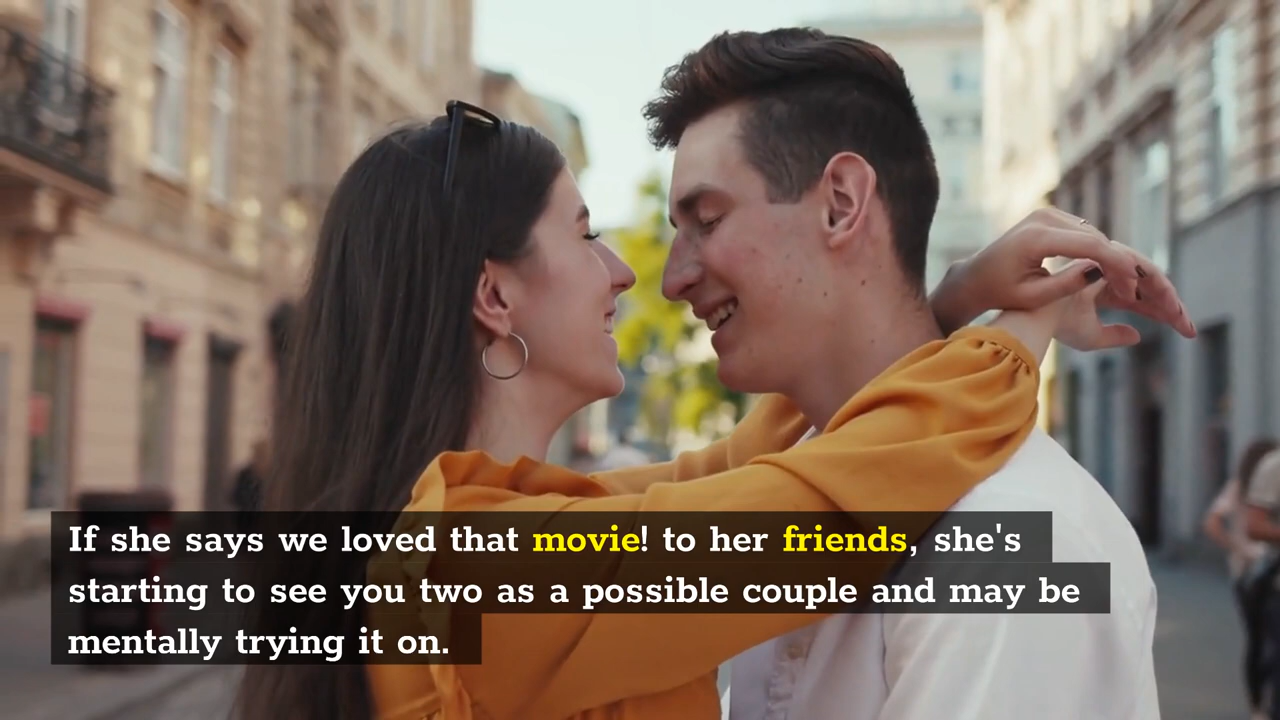 If she says we loved that movie! to her friends, she's
starting to see you two as a possible couple and may be
mentally trying it on.